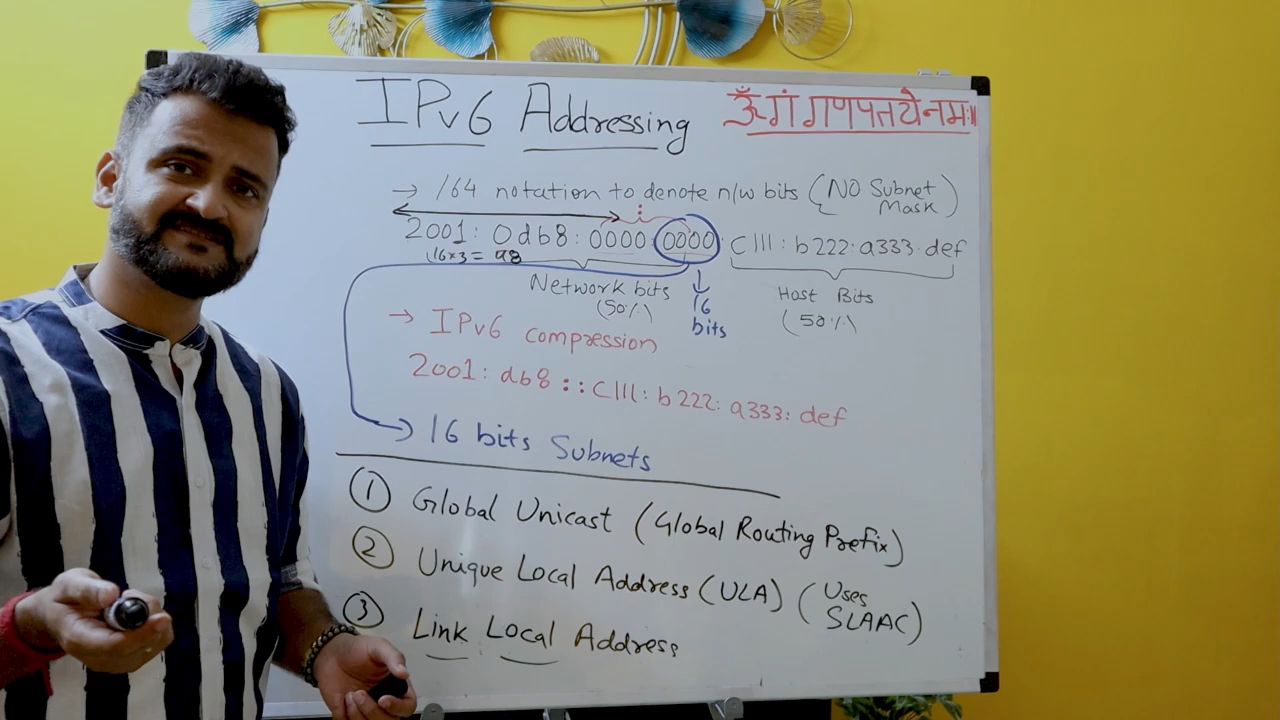 IPv6 Addressing
ॐ गं गणपतये नमः॥
→ /64 notation to denote n/w bits (NO Subnet Mask)
2001: 0db8: 0000: 0000 c111: b222: a333: def
16×3 = 48
Network bits
(50%)
16
bits
Host Bits
(50%)
→ IPv6 compression
2001: db8 :: c111: b222: a333: def
→ 16 bits Subnets
① Global Unicast (Global Routing Prefix)
② Unique Local Address (ULA) (Uses SLAAC)
③ Link Local Address